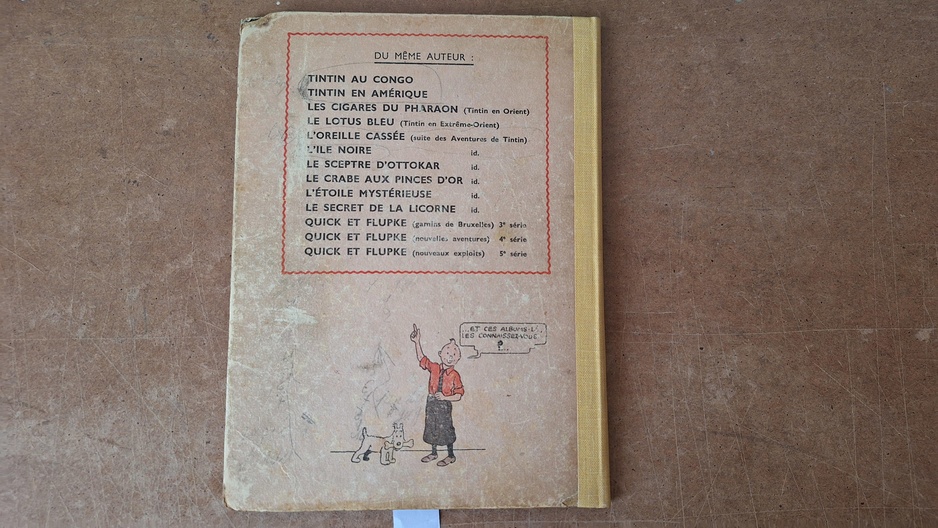 DU MÊME AUTEUR :
TINTIN AU CONGO
TINTIN EN AMÉRIQUE
LES CIGARES DU PHARAON (Tintin en Orient)
LE LOTUS BLEU (Tintin en Extrême-Orient)
L'OREILLE CASSÉE (suite des Aventures de Tintin)
L'ILE NOIRE id.
LE SCEPTRE D'OTTOKAR id.
LE CRABE AUX PINCES D'OR id.
L'ÉTOILE MYSTÉRIEUSE id.
LE SECRET DE LA LICORNE id.
QUICK ET FLUPKE (gamins de Bruxelles) 3e série
QUICK ET FLUPKE (nouvelles aventures) 4e série
QUICK ET FLUPKE (nouveaux exploits) 5e série
...ET CES ALBUMS-
LES CONNAISSEZ-VOUS
?...